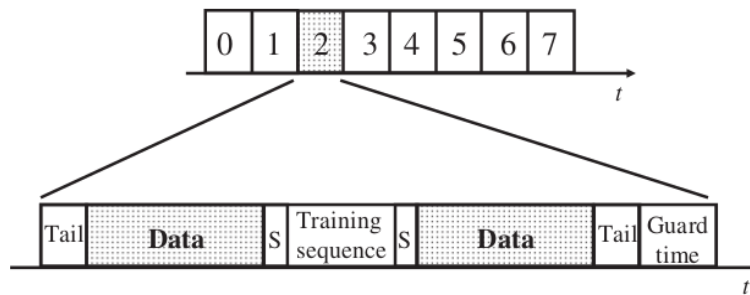 0 1 2 3 4 5 6 7
t
Tail Data S Training sequence S Data Tail Guard time
t